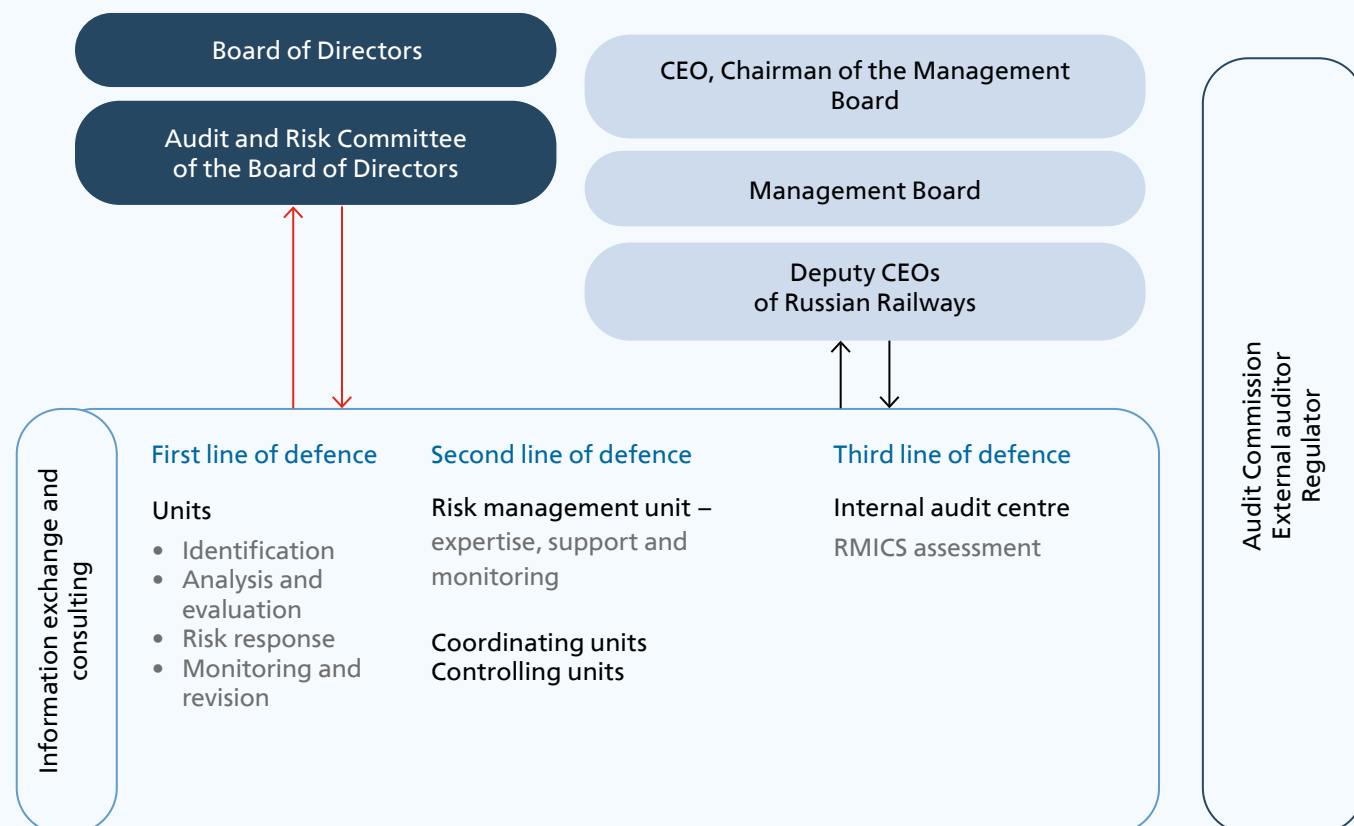 Board of Directors
Audit and Risk Committee
of the Board of Directors
CEO, Chairman of the Management
Board
Management Board
Deputy CEOs
of Russian Railways
Information exchange and
consulting
First line of defence
Units
• Identification
• Analysis and
evaluation
• Risk response
• Monitoring and
revision
Second line of defence
Risk management unit –
expertise, support and
monitoring
Coordinating units
Controlling units
Third line of defence
Internal audit centre
RMICS assessment
Audit Commission
External auditor
Regulator